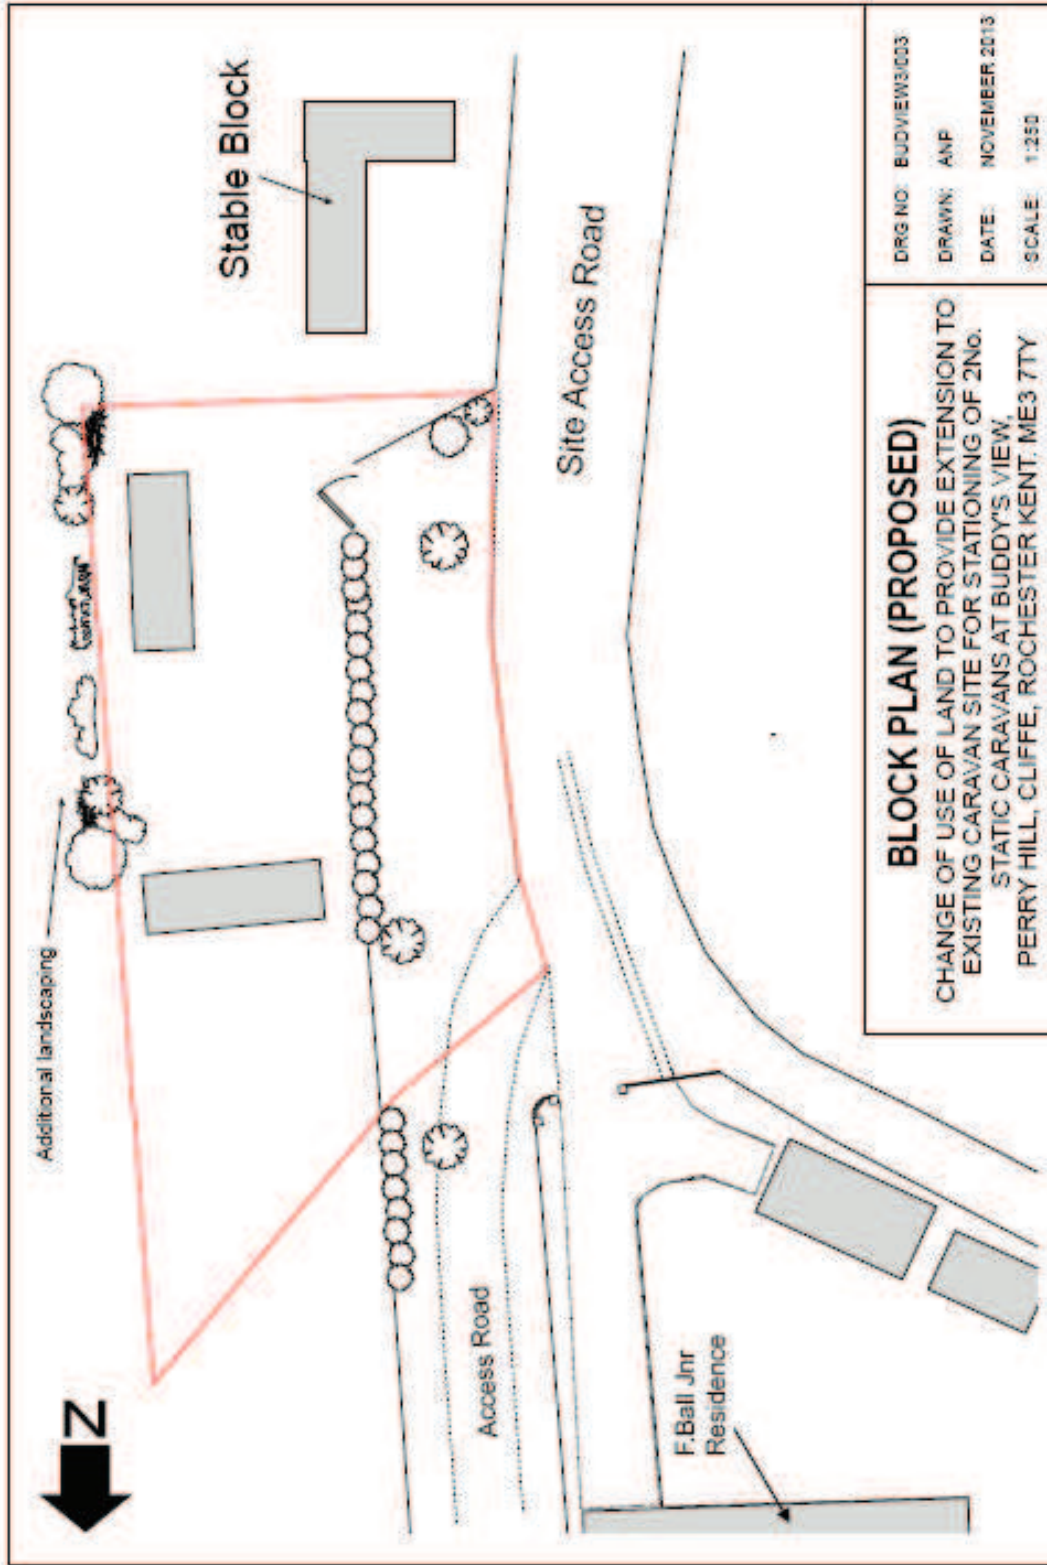 Stable Block
Additional landscaping
Site Access Road
Access Road
F.Ball Jnr
Residence
N
BLOCK PLAN (PROPOSED)
CHANGE OF USE OF LAND TO PROVIDE EXTENSION TO
EXISTING CARAVAN SITE FOR STATIONING OF 2No.
STATIC CARAVANS AT BUDDY'S VIEW,
PERRY HILL, CLIFFE, ROCHESTER KENT. ME3 7TY
DRG NO: BUDVIEW3/003
DRAWN: ANP
DATE: NOVEMBER 2013
SCALE: 1:250